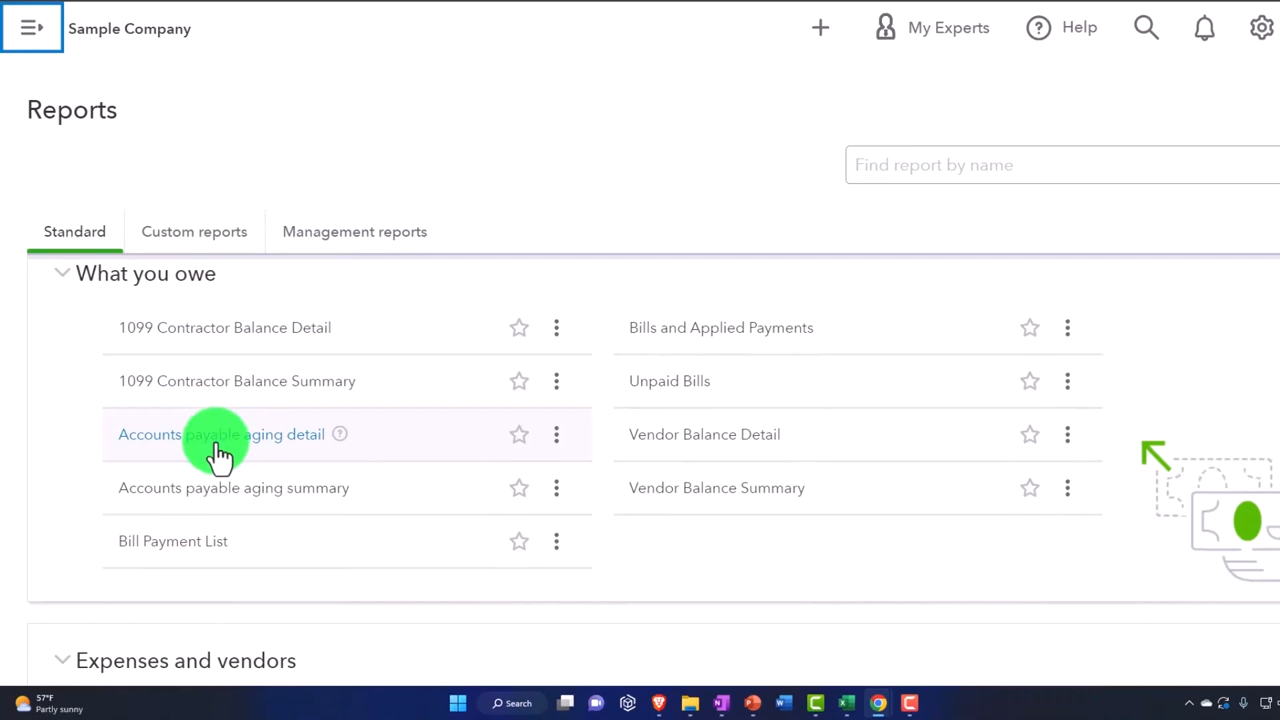 Sample Company
My Experts
Help
Reports
Find report by name
Standard
Custom reports
Management reports
What you owe
1099 Contractor Balance Detail
Bills and Applied Payments
1099 Contractor Balance Summary
Unpaid Bills
Accounts payable aging detail
Vendor Balance Detail
Accounts payable aging summary
Vendor Balance Summary
Bill Payment List
Expenses and vendors
57°F
Partly sunny
Search